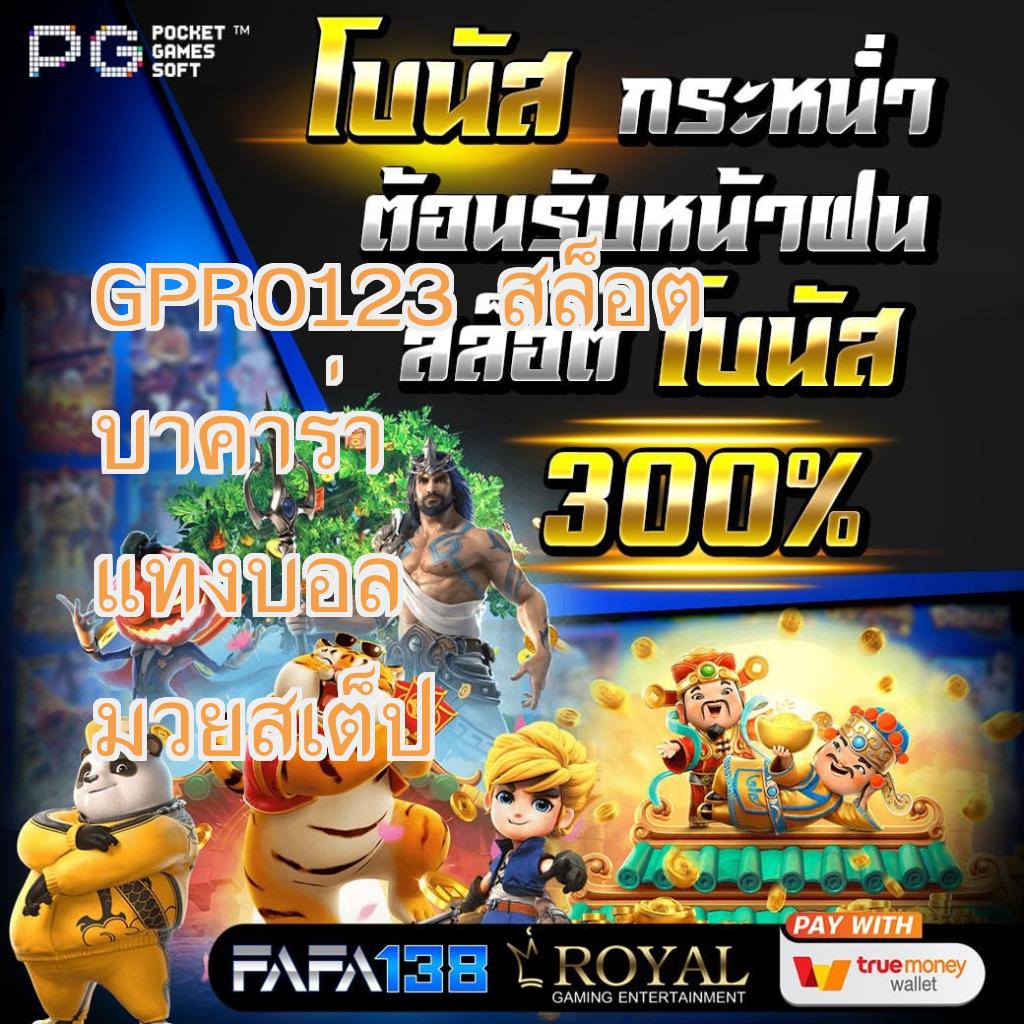 PG POCKET GAMES SOFT™
โบนัส กระหน่ำ
ต้อนรับหน้าฝน
สล็อต โบนัส
300%
GPRO123 สล็อต
บาคาร่า
แทงบอล
มวยสเต็ป
FAFA138
ROYAL
GAMING ENTERTAINMENT
PAY WITH
truemoney
wallet